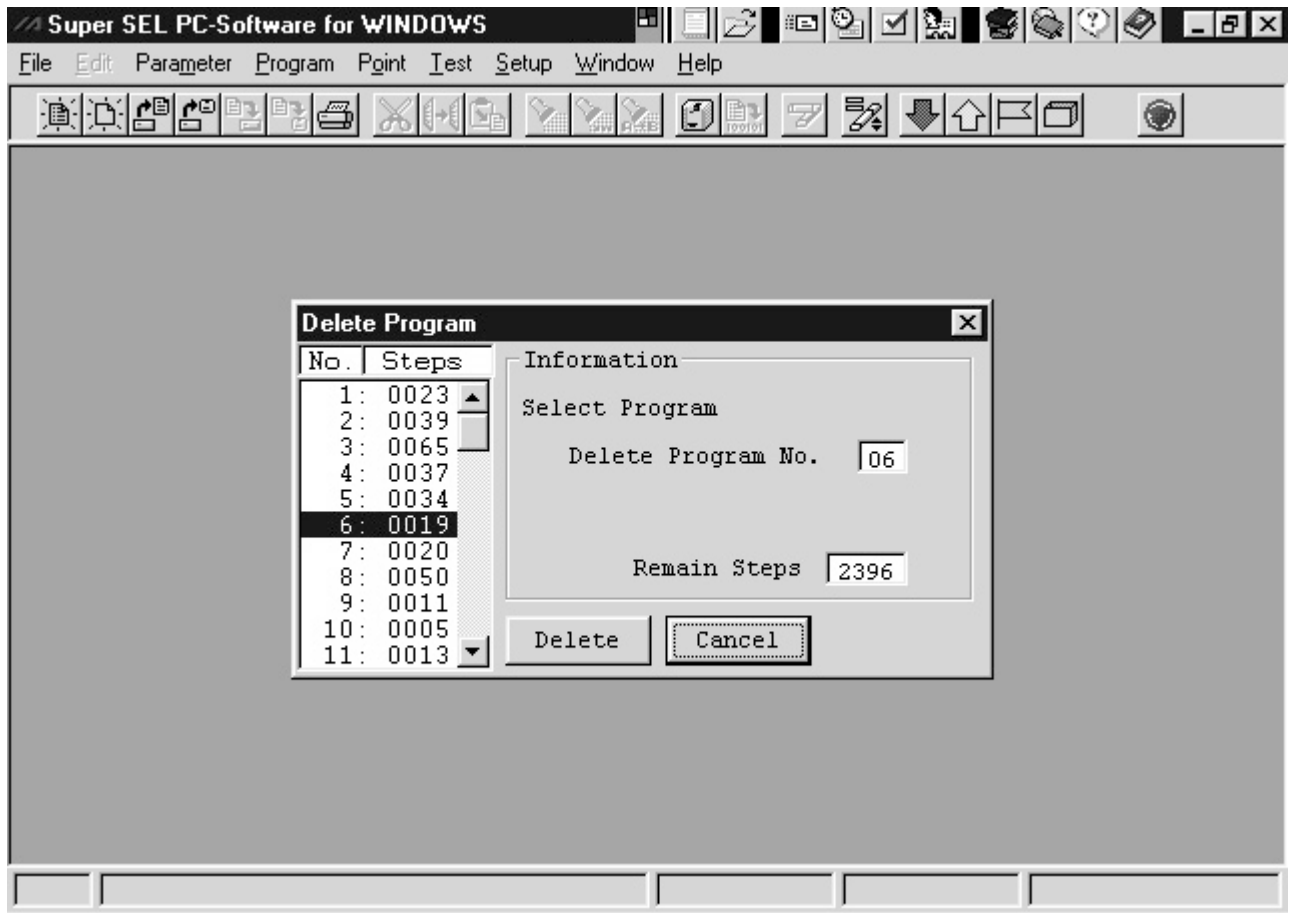 Super SEL PC-Software for WINDOWS
File Edit Parameter Program Point Test Setup Window Help
Delete Program
No. Steps
1: 0023
2: 0039
3: 0065
4: 0037
5: 0034
6: 0019
7: 0020
8: 0050
9: 0011
10: 0005
11: 0013
Information
Select Program
Delete Program No. 06
Remain Steps 2396
Delete Cancel